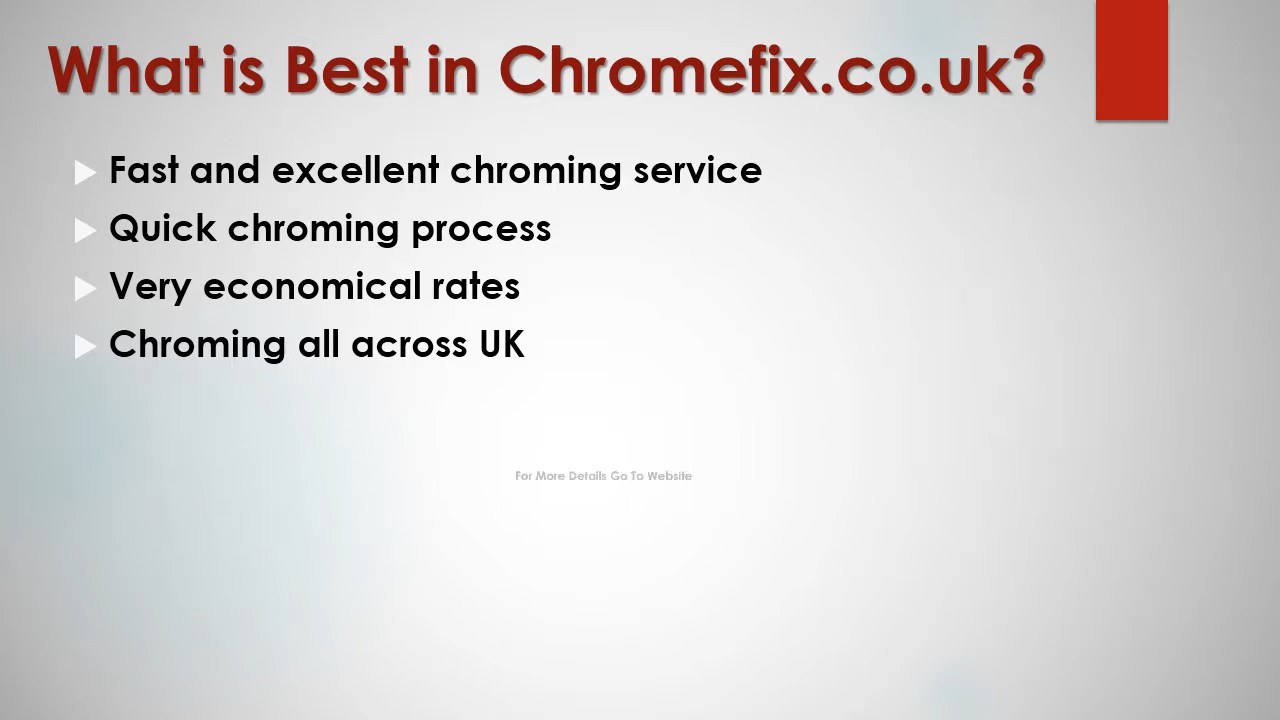 What is Best in Chromefix.co.uk?
Fast and excellent chroming service
Quick chroming process
Very economical rates
Chroming all across UK
For More Details Go To Website